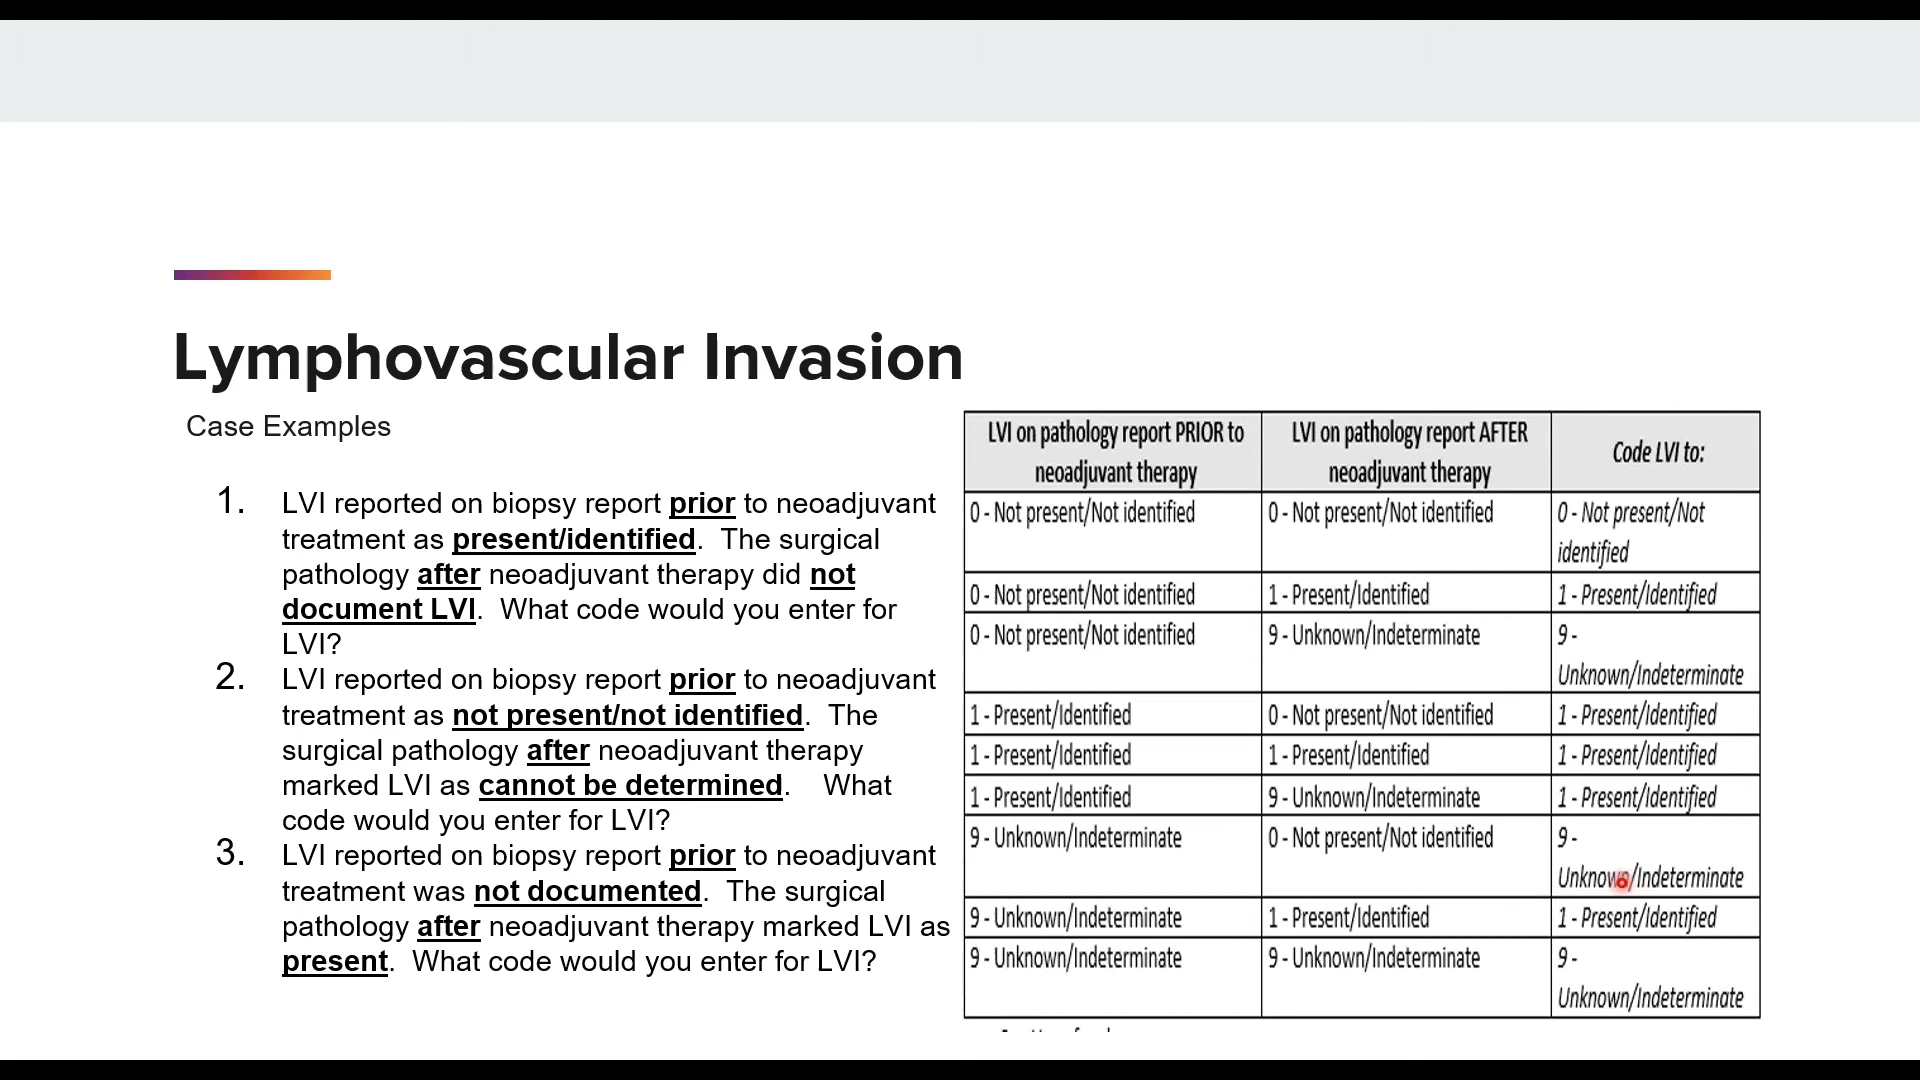 Lymphovascular Invasion
Case Examples
1. LVI reported on biopsy report prior to neoadjuvant
treatment as present/identified. The surgical
pathology after neoadjuvant therapy did not
document LVI. What code would you enter for
LVI?
2. LVI reported on biopsy report prior to neoadjuvant
treatment as not present/not identified. The
surgical pathology after neoadjuvant therapy
marked LVI as cannot be determined. What
code would you enter for LVI?
3. LVI reported on biopsy report prior to neoadjuvant
treatment was not documented. The surgical
pathology after neoadjuvant therapy marked LVI as
present. What code would you enter for LVI?
LVI on pathology report PRIOR to neoadjuvant therapy | LVI on pathology report AFTER neoadjuvant therapy | Code LVI to:
0 - Not present/Not identified | 0 - Not present/Not identified | 0 - Not present/Not identified
0 - Not present/Not identified | 1 - Present/Identified | 1 - Present/Identified
0 - Not present/Not identified | 9 - Unknown/Indeterminate | 9 - Unknown/Indeterminate
1 - Present/Identified | 0 - Not present/Not identified | 1 - Present/Identified
1 - Present/Identified | 1 - Present/Identified | 1 - Present/Identified
1 - Present/Identified | 9 - Unknown/Indeterminate | 1 - Present/Identified
9 - Unknown/Indeterminate | 0 - Not present/Not identified | 9 - Unknown/Indeterminate
9 - Unknown/Indeterminate | 1 - Present/Identified | 1 - Present/Identified
9 - Unknown/Indeterminate | 9 - Unknown/Indeterminate | 9 - Unknown/Indeterminate